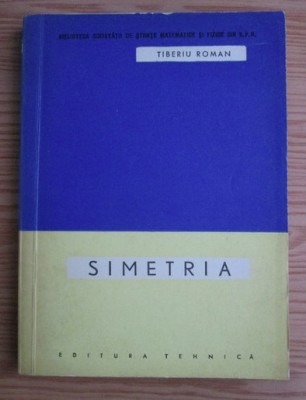 BIBLIOTECA SOCIETĂȚII DE ȘTIINȚE MATEMATICE ȘI FIZICE DIN R.P.R.
TIBERIU ROMAN
SIMETRIA
EDITURA TEHNICĂ